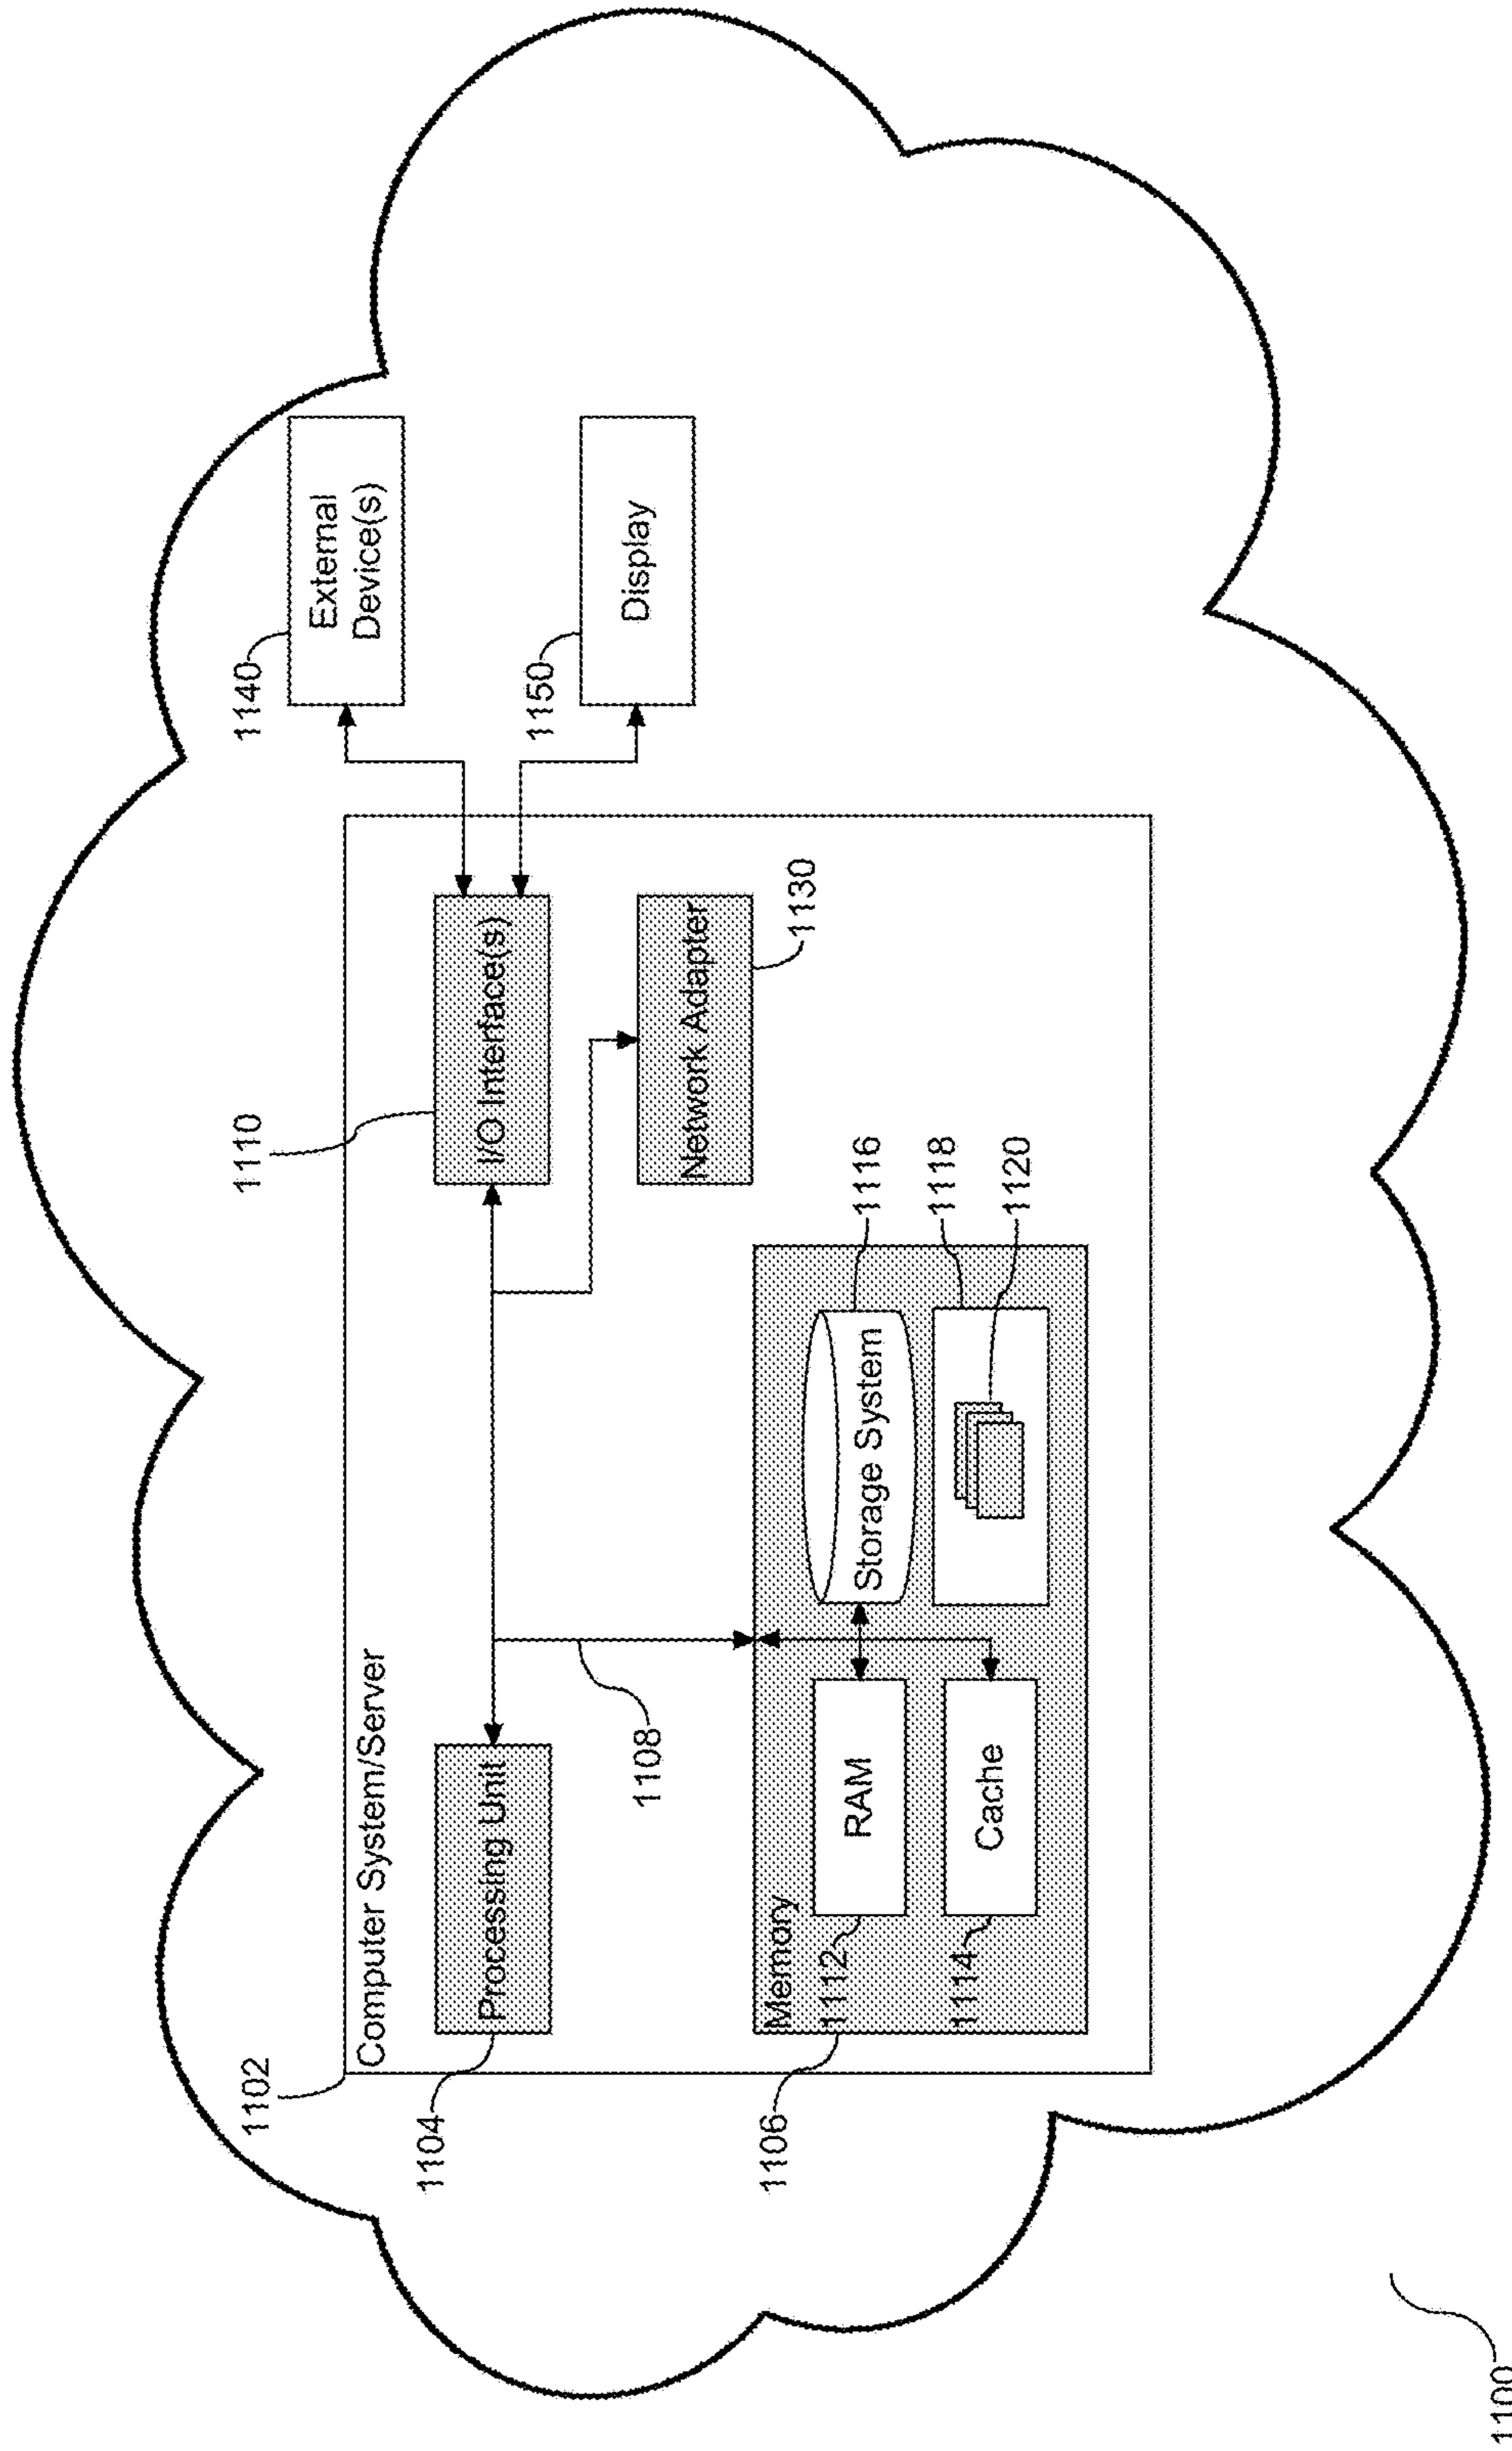 1102
Computer System/Server
1104
Processing Unit
1108
1110
I/O Interface(s)
1140
External
Device(s)
1150
Display
Network Adapter
1130
1106
Memory
1112
RAM
1114
Cache
Storage System
1116
1118
1120
1100